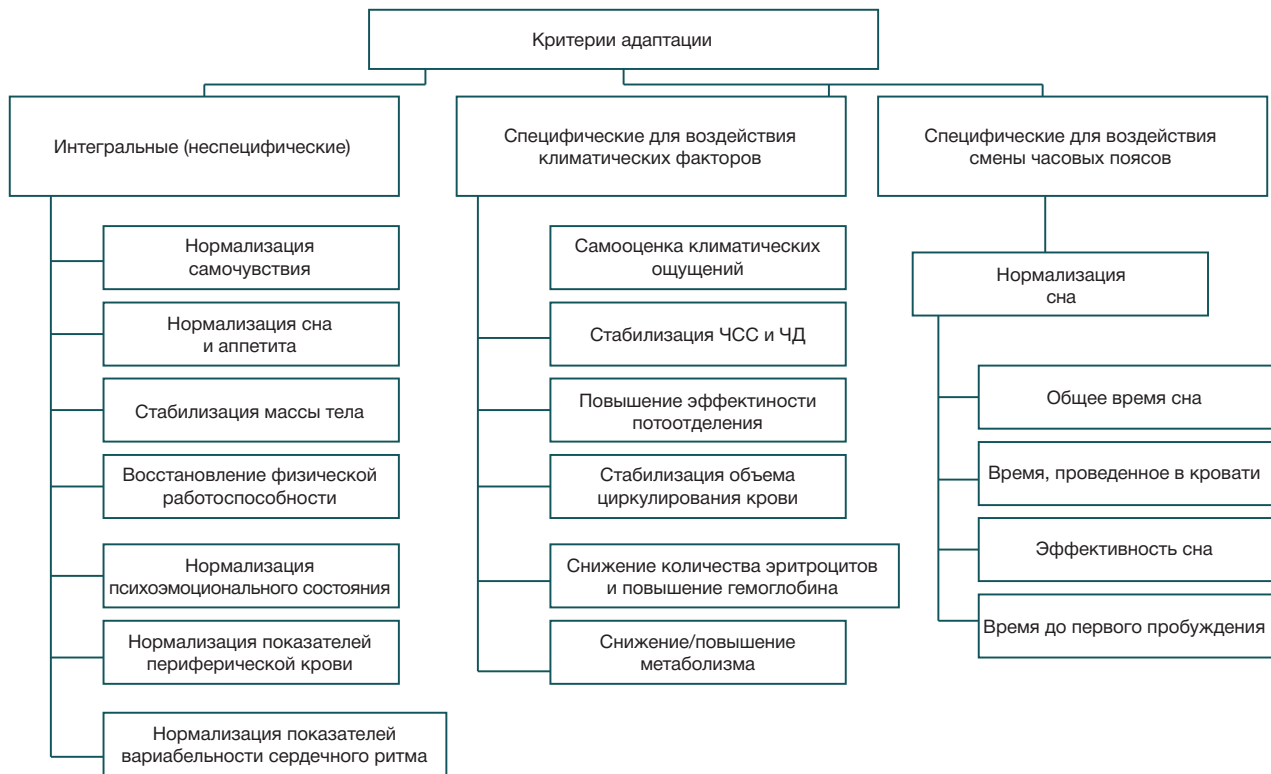 Критерии адаптации
Интегральные (неспецифические)
Нормализация
самочувствия
Нормализация сна
и аппетита
Стабилизация массы тела
Восстановление физической
работоспособности
Нормализация
психоэмоционального состояния
Нормализация показателей
периферической крови
Нормализация показателей
вариабельности сердечного ритма
Специфические для воздействия
климатических факторов
Самооценка климатических
ощущений
Стабилизация ЧСС и ЧД
Повышение эффектиности
потоотделения
Стабилизация объема
циркулирования крови
Снижение количества эритроцитов
и повышение гемоглобина
Снижение/повышение
метаболизма
Специфические для воздействия
смены часовых поясов
Нормализация
сна
Общее время сна
Время, проведенное в кровати
Эффективность сна
Время до первого пробуждения